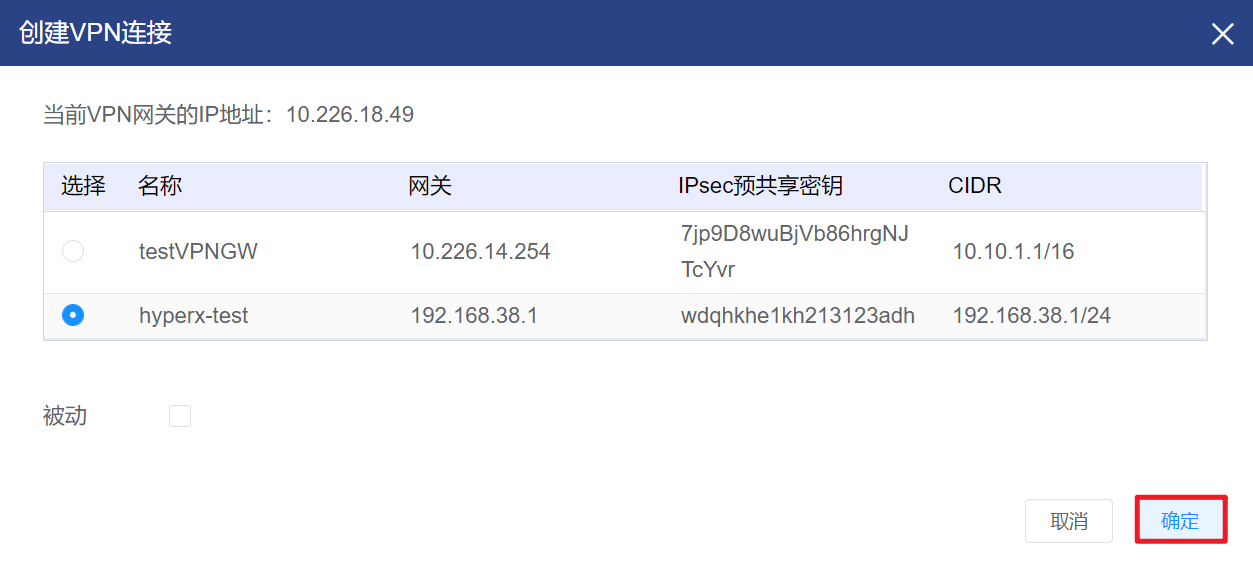 创建VPN连接
当前VPN网关的IP地址：10.226.18.49
选择 名称 网关 IPsec预共享密钥 CIDR
testVPNGW 10.226.14.254 7jp9D8wuBjVb86hrgNJ 10.10.1.1/16
TcYvr
hyperx-test 192.168.38.1 wdqhkhe1kh213123adh 192.168.38.1/24
被动
取消 确定